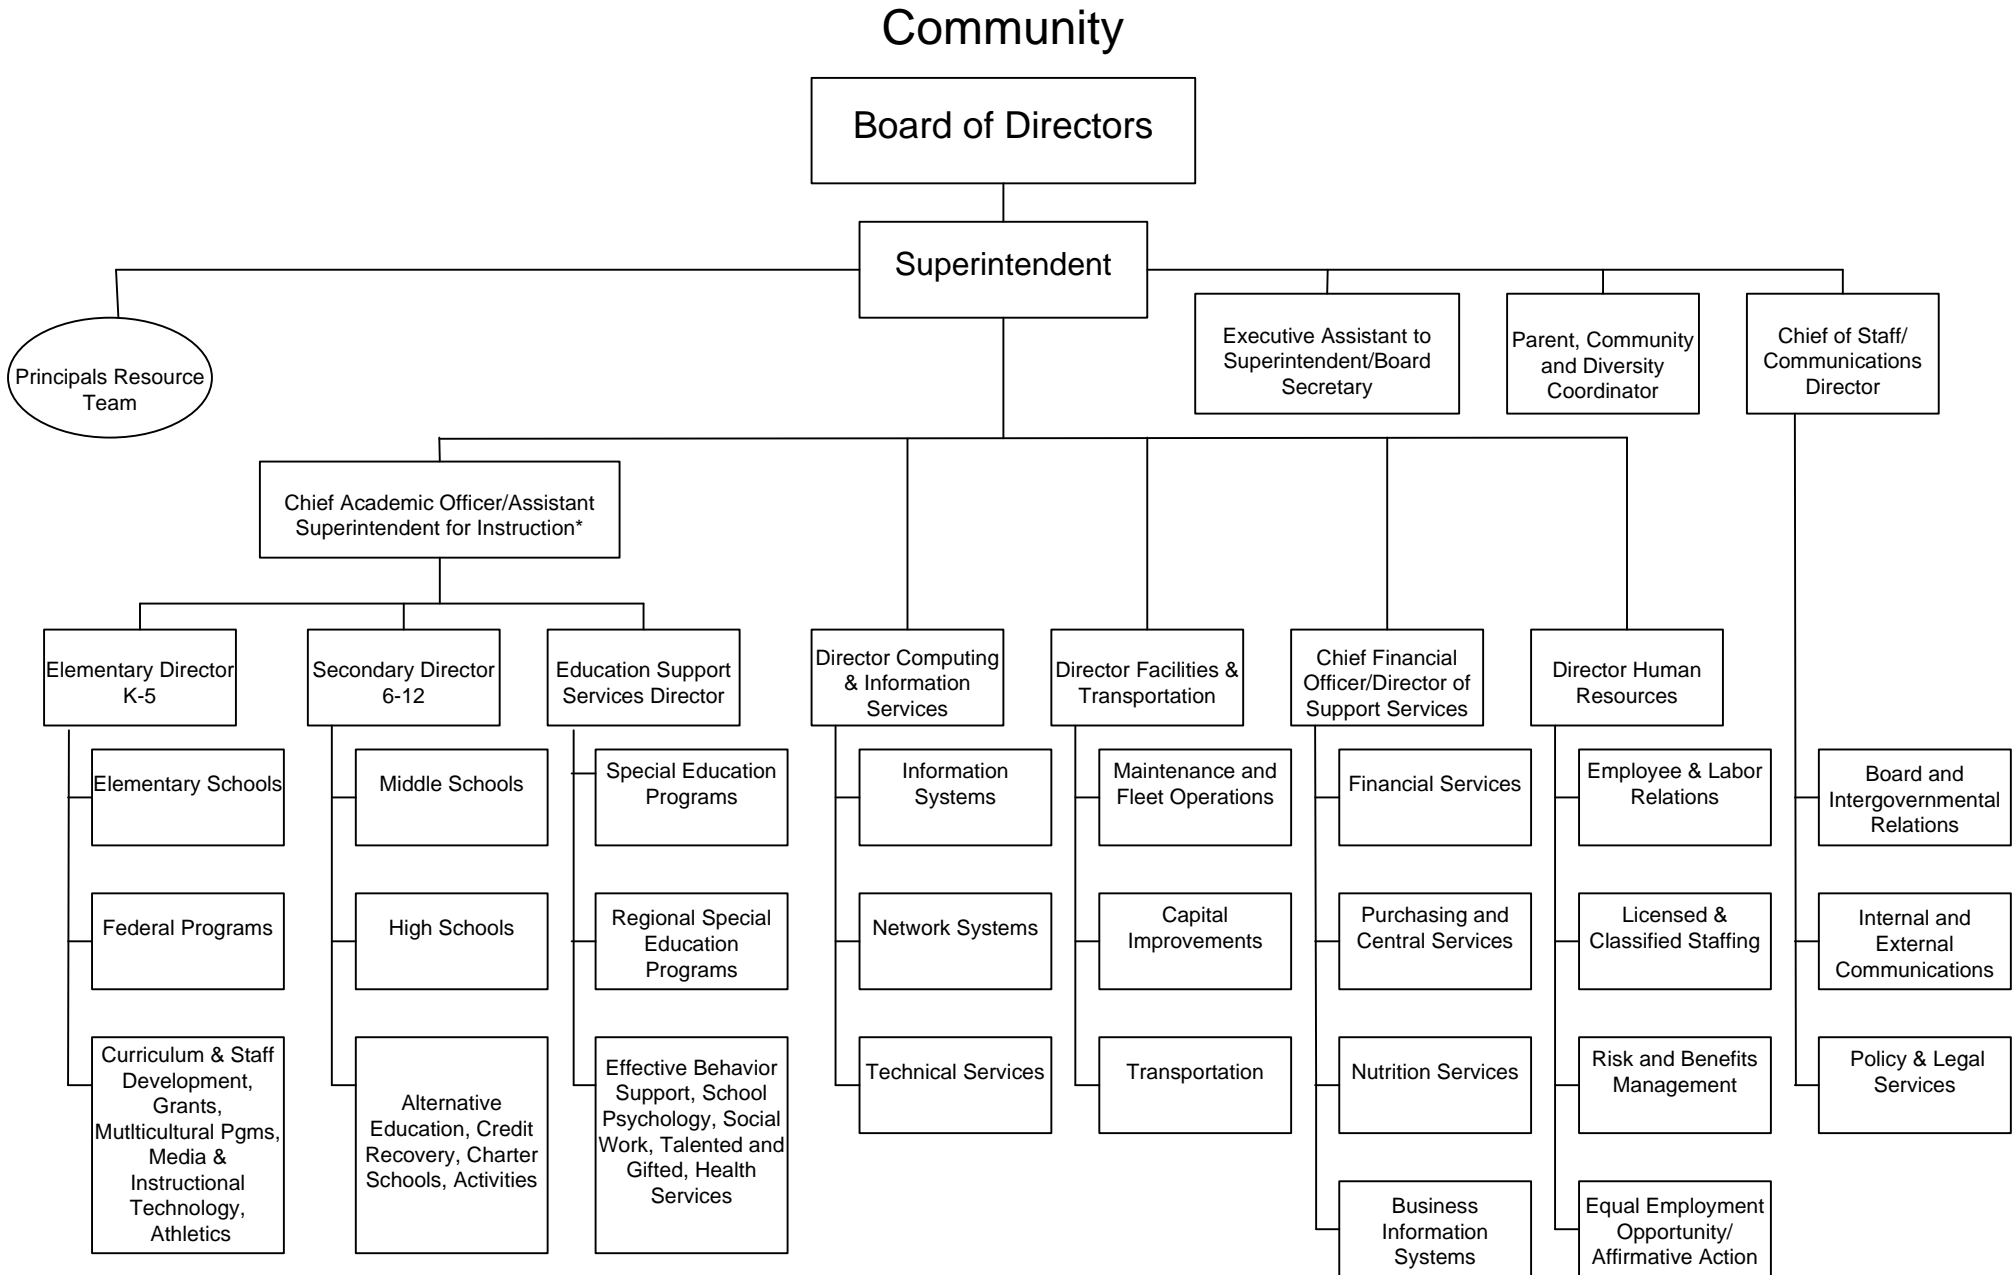 Community
Board of Directors
Superintendent
Principals Resource
Team
Executive Assistant to
Superintendent/Board
Secretary
Parent, Community
and Diversity
Coordinator
Chief of Staff/
Communications
Director
Chief Academic Officer/Assistant
Superintendent for Instruction*
Elementary Director
K-5
Secondary Director
6-12
Education Support
Services Director
Director Computing
& Information
Services
Director Facilities &
Transportation
Chief Financial
Officer/Director of
Support Services
Director Human
Resources
Elementary Schools
Middle Schools
Special Education
Programs
Information
Systems
Maintenance and
Fleet Operations
Financial Services
Employee & Labor
Relations
Board and
Intergovernmental
Relations
Federal Programs
High Schools
Regional Special
Education
Programs
Network Systems
Capital
Improvements
Purchasing and
Central Services
Licensed &
Classified Staffing
Internal and
External
Communications
Curriculum & Staff
Development,
Grants,
Mutlticultural Pgms,
Media &
Instructional
Technology,
Athletics
Alternative
Education, Credit
Recovery, Charter
Schools, Activities
Effective Behavior
Support, School
Psychology, Social
Work, Talented and
Gifted, Health
Services
Technical Services
Transportation
Nutrition Services
Risk and Benefits
Management
Policy & Legal
Services
Business
Information
Systems
Equal Employment
Opportunity/
Affirmative Action